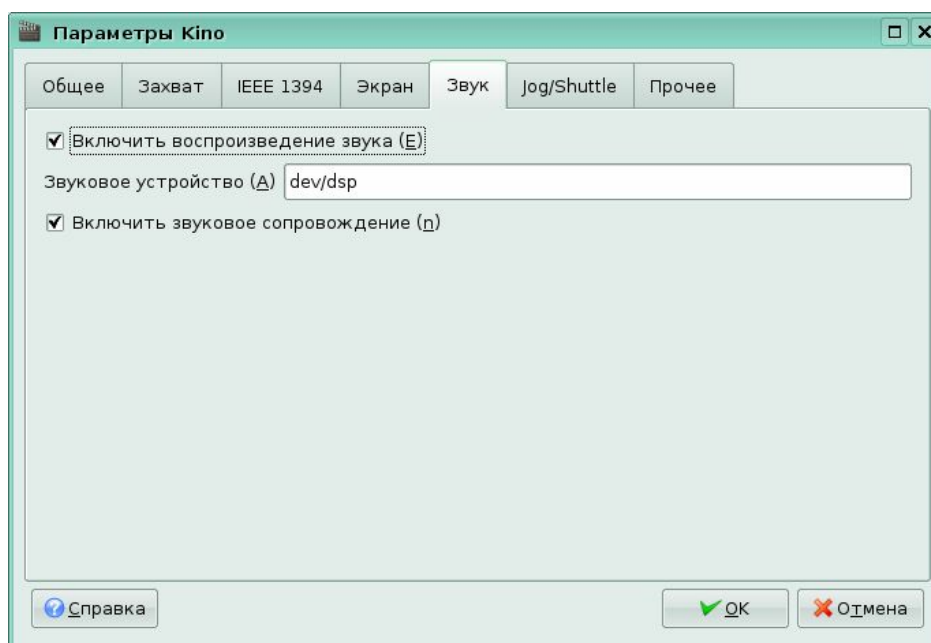 Параметры Kino
Общее Захват IEEE 1394 Экран Звук Jog/Shuttle Прочее
Включить воспроизведение звука (E)
Звуковое устройство (A) dev/dsp
Включить звуковое сопровождение (n)
Справка OK Отмена